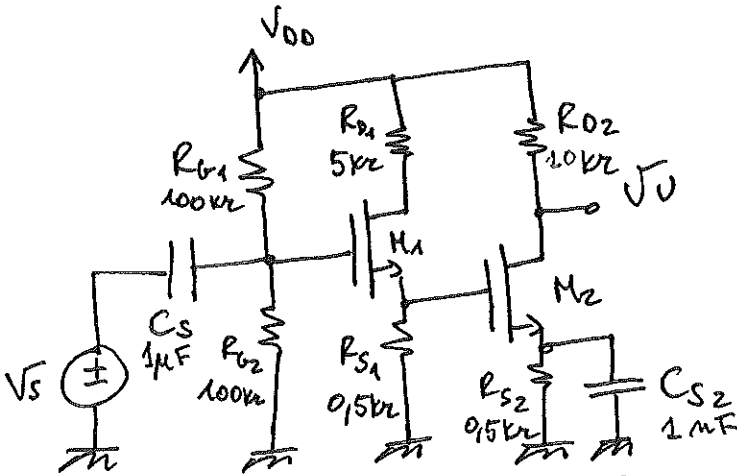 VDD
RG1
100kΩ
RD1
5kΩ
RD2
10kΩ
vU
M1
M2
CS
1μF
vS
RG2
100kΩ
RS1
0,5kΩ
RS2
0,5kΩ
CS2
1nF